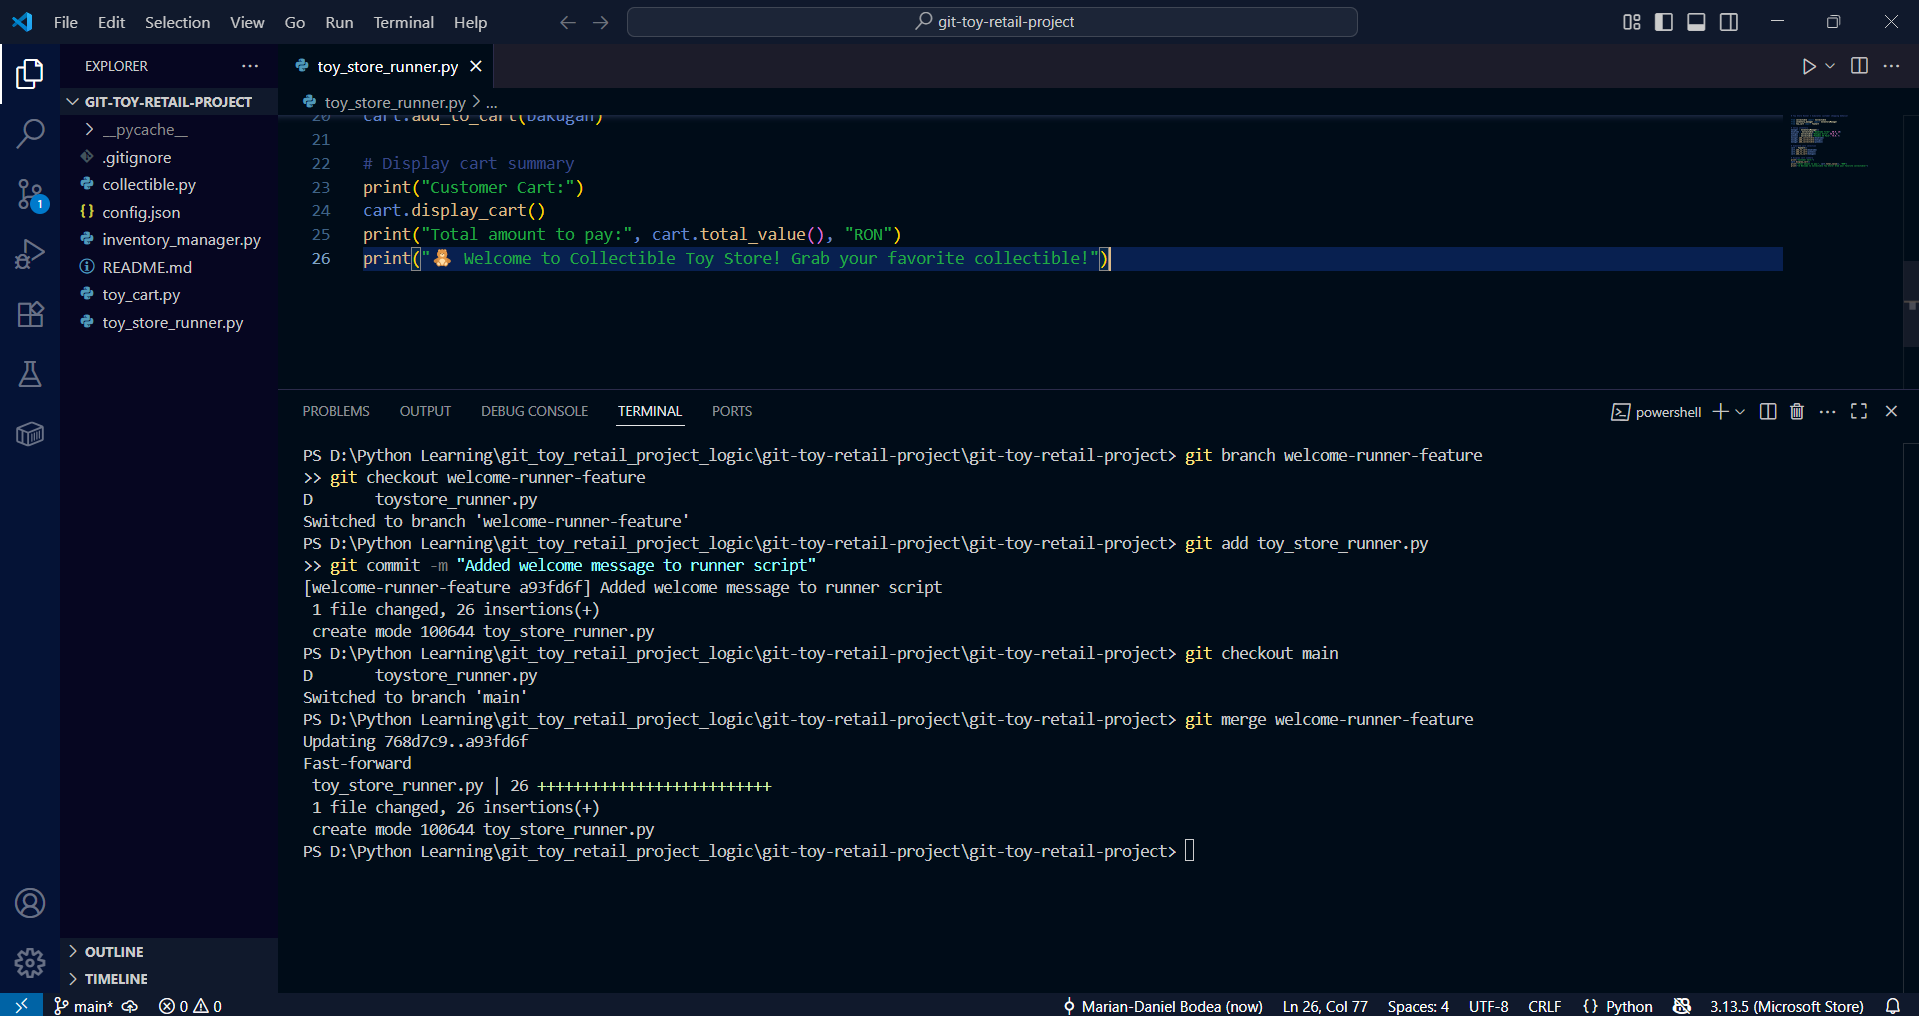 File Edit Selection View Go Run Terminal Help
git-toy-retail-project
EXPLORER
GIT-TOY-RETAIL-PROJECT
__pycache__
.gitignore
collectible.py
config.json
inventory_manager.py
README.md
toy_cart.py
toy_store_runner.py
1
OUTLINE
TIMELINE
toy_store_runner.py
toy_store_runner.py > ...
20 cart.add_to_cart(bakugan)
21
22 # Display cart summary
23 print("Customer Cart:")
24 cart.display_cart()
25 print("Total amount to pay:", cart.total_value(), "RON")
26 print("🧸 Welcome to Collectible Toy Store! Grab your favorite collectible!")
PROBLEMS OUTPUT DEBUG CONSOLE TERMINAL PORTS
powershell
PS D:\Python Learning\git_toy_retail_project_logic\git-toy-retail-project\git-toy-retail-project> git branch welcome-runner-feature
>> git checkout welcome-runner-feature
D       toystore_runner.py
Switched to branch 'welcome-runner-feature'
PS D:\Python Learning\git_toy_retail_project_logic\git-toy-retail-project\git-toy-retail-project> git add toy_store_runner.py
>> git commit -m "Added welcome message to runner script"
[welcome-runner-feature a93fd6f] Added welcome message to runner script
 1 file changed, 26 insertions(+)
 create mode 100644 toy_store_runner.py
PS D:\Python Learning\git_toy_retail_project_logic\git-toy-retail-project\git-toy-retail-project> git checkout main
D       toystore_runner.py
Switched to branch 'main'
PS D:\Python Learning\git_toy_retail_project_logic\git-toy-retail-project\git-toy-retail-project> git merge welcome-runner-feature
Updating 768d7c9..a93fd6f
Fast-forward
 toy_store_runner.py | 26 ++++++++++++++++++++++++++
 1 file changed, 26 insertions(+)
 create mode 100644 toy_store_runner.py
PS D:\Python Learning\git_toy_retail_project_logic\git-toy-retail-project\git-toy-retail-project>
main* 0 0 Marian-Daniel Bodea (now) Ln 26, Col 77 Spaces: 4 UTF-8 CRLF {} Python 3.13.5 (Microsoft Store)